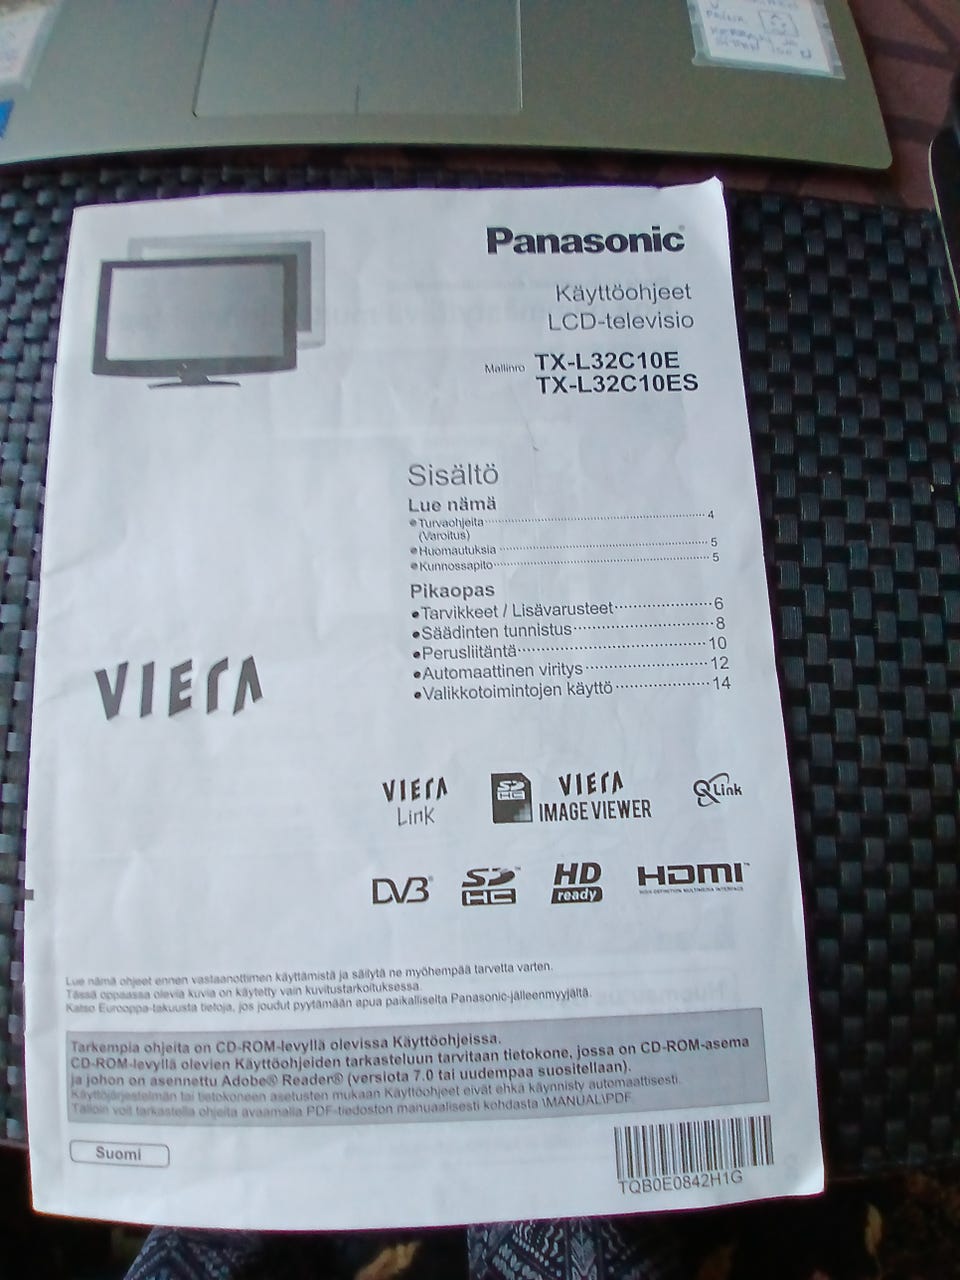 Panasonic
Käyttöohjeet
LCD-televisio
Mallinro TX-L32C10E
TX-L32C10ES
Sisältö
Lue nämä
●Turvaohjeita 4
(Varoitus)
●Huomautuksia 5
●Kunnossapito 5
Pikaopas
●Tarvikkeet / Lisävarusteet 6
●Säädinten tunnistus 8
●Perusliitäntä 10
●Automaattinen viritys 12
●Valikkotoimintojen käyttö 14
VIERA
VIERA Link
SD HC VIERA IMAGE VIEWER
Q Link
DVB
SD HC
HD ready
HDMI
HIGH-DEFINITION MULTIMEDIA INTERFACE
Lue nämä ohjeet ennen vastaanottimen käyttämistä ja säilytä ne myöhempää tarvetta varten.
Tässä oppaassa olevia kuvia on käytetty vain kuvitustarkoituksessa.
Katso Eurooppa-takuusta tietoja, jos joudut pyytämään apua paikalliselta Panasonic-jälleenmyyjältä.
Tarkempia ohjeita on CD-ROM-levyllä olevissa Käyttöohjeissa.
CD-ROM-levyllä olevien Käyttöohjeiden tarkasteluun tarvitaan tietokone, jossa on CD-ROM-asema
ja johon on asennettu Adobe® Reader® (versiota 7.0 tai uudempaa suositellaan).
Käyttöjärjestelmän tai tietokoneen asetusten mukaan Käyttöohjeet eivät ehkä käynnisty automaattisesti.
Tällöin voit tarkastella ohjeita avaamalla PDF-tiedoston manuaalisesti kohdasta \MANUAL\PDF.
Suomi
TQB0E0842H1G